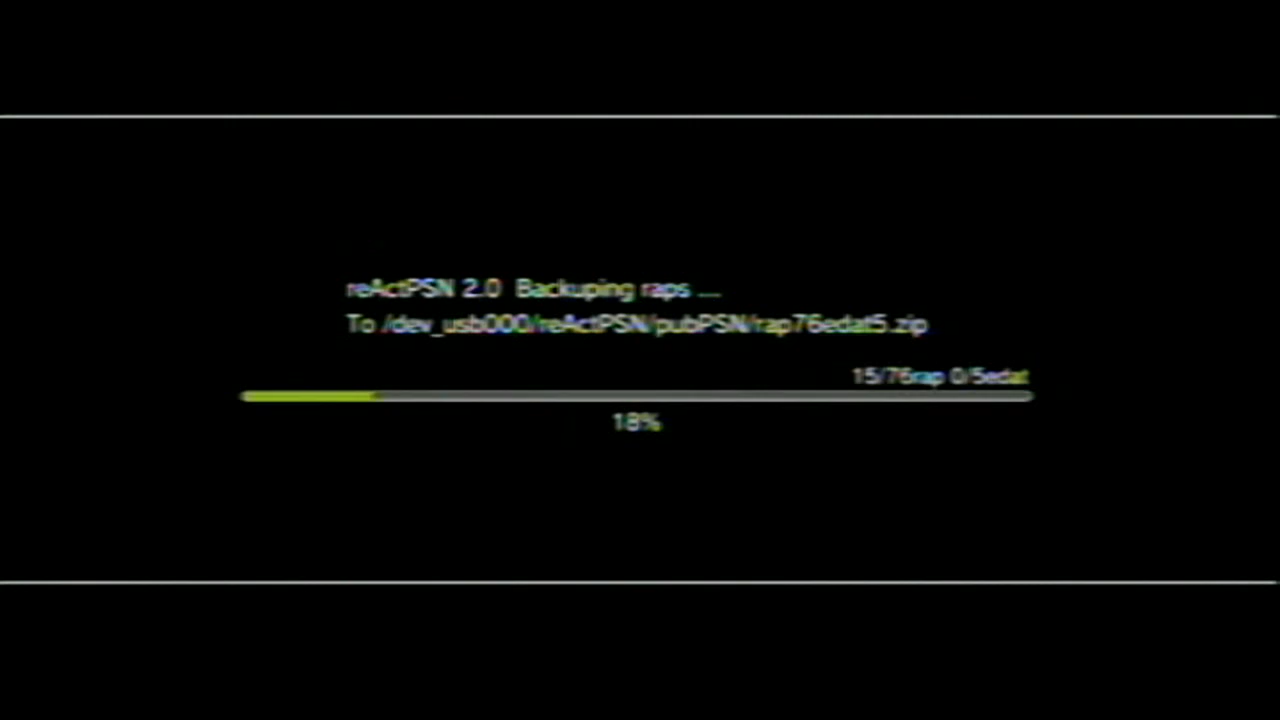 reActPSN 2.0 Backuping raps ...
To /dev_usb000/reActPSN/pubPSN/rap76edat5.zip
15/76rap 0/5edat
18%